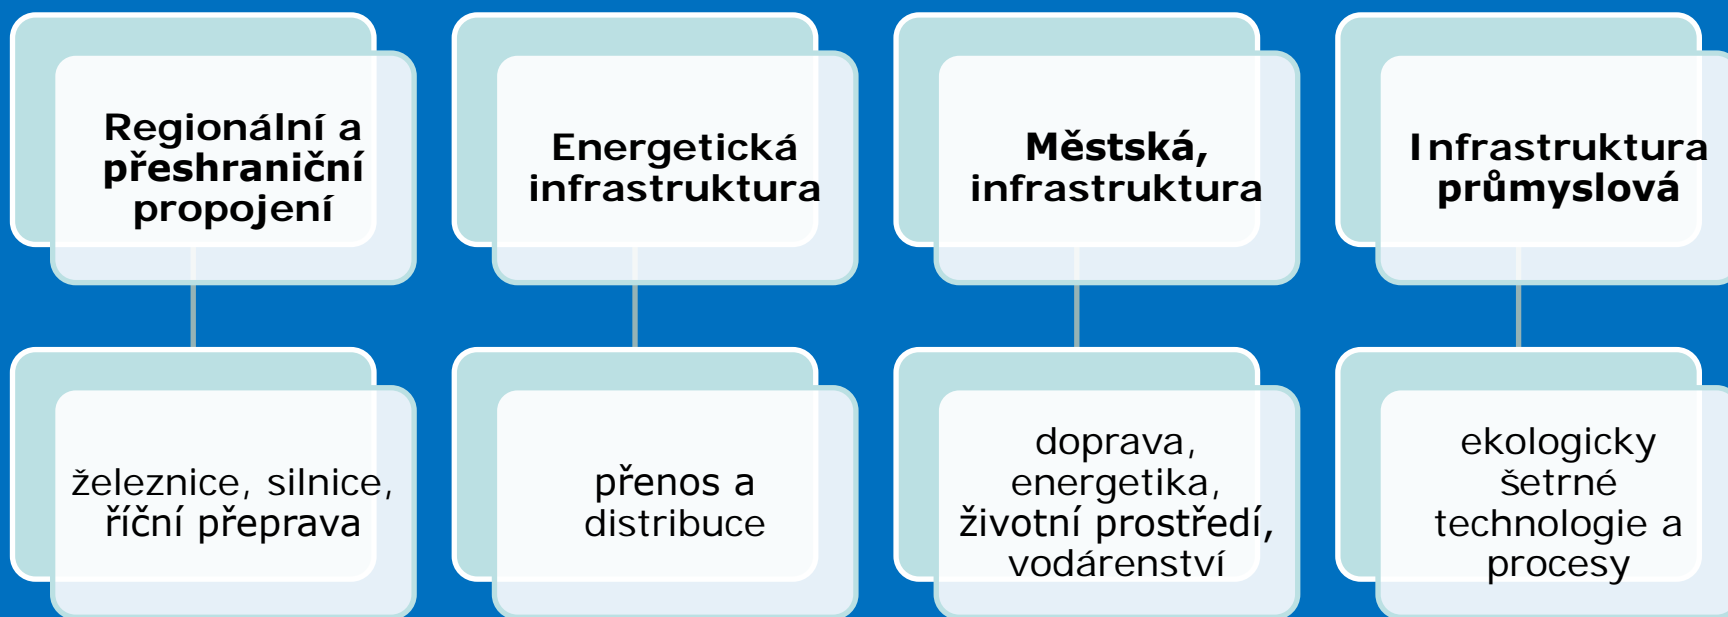 Regionální a
přeshraniční
propojení
Energetická
infrastruktura
Městská,
infrastruktura
Infrastruktura
průmyslová
železnice, silnice,
říční přeprava
přenos a
distribuce
doprava,
energetika,
životní prostředí,
vodárenství
ekologicky
šetrné
technologie a
procesy